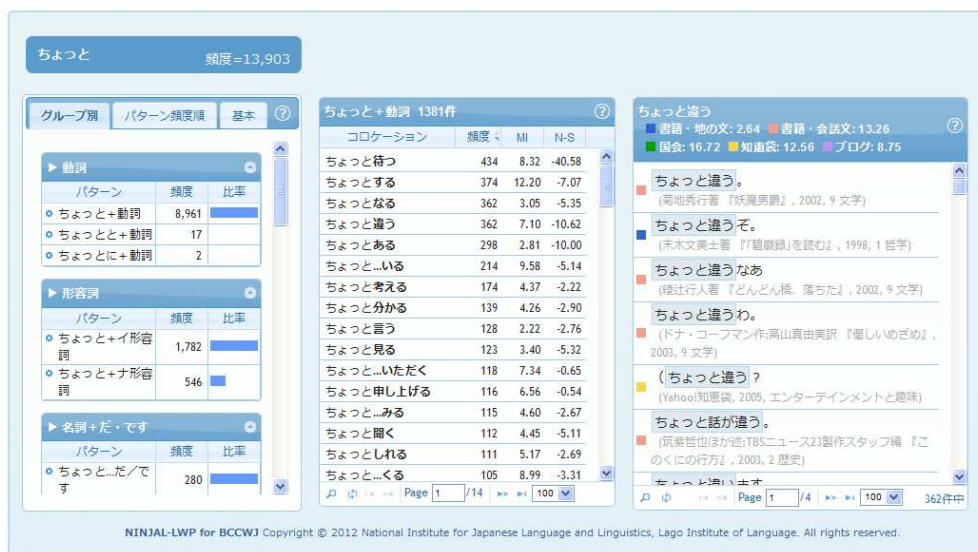 ちょっと
頻度=13,903
グループ別 パターン頻度順 基本
▶ 動詞
パターン 頻度 比率
ちょっと+動詞 8,961
ちょっとと+動詞 17
ちょっとに+動詞 2
▶ 形容詞
パターン 頻度 比率
ちょっと+イ形容
詞 1,782
ちょっと+ナ形容
詞 546
▶ 名詞+だ・です
パターン 頻度 比率
ちょっと...だ/で
す 280
ちょっと+動詞 1381件
コロケーション 頻度 MI N-S
ちょっと待つ 434 8.32 -40.58
ちょっとする 374 12.20 -7.07
ちょっとなる 362 3.05 -5.35
ちょっと違う 362 7.10 -10.62
ちょっとある 298 2.81 -10.00
ちょっと...いる 214 9.58 -5.14
ちょっと考える 174 4.37 -2.22
ちょっと分かる 139 4.26 -2.90
ちょっと言う 128 2.22 -2.76
ちょっと見る 123 3.40 -5.32
ちょっと...いただく 118 7.34 -0.65
ちょっと申し上げる 116 6.56 -0.54
ちょっと...みる 115 4.60 -2.67
ちょっと聞く 112 4.45 -5.11
ちょっとしれる 111 5.17 -2.69
ちょっと...くる 105 8.99 -3.31
Page 1 /14 100
ちょっと違う
書籍・地の文: 2.64 書籍・会話文: 13.26
国会: 16.72 知恵袋: 12.56 ブログ: 8.75
ちょっと違う。
(菊地秀行著 『妖魔男爵』, 2002, 9 文学)
ちょっと違うぞ。
(末木文美士著 『「碧巌録」を読む』, 1998, 1 哲学)
ちょっと違うなあ
(綾辻行人著 『どんどん橋、落ちた』, 2002, 9 文学)
ちょっと違うわ。
(ドナ・コーフマン作;高山真由美訳 『優しいめざめ』,
2003, 9 文学)
(ちょっと違う?
(Yahoo!知恵袋, 2005, エンターテインメントと趣味)
ちょっと話が違う。
(筑紫哲也ほか述;TBSニュース23製作スタッフ編 『こ
のくにの行方』, 2003, 2 歴史)
ちょっと違います
Page 1 /4 100 362件中
NINJAL-LWP for BCCWJ Copyright © 2012 National Institute for Japanese Language and Linguistics, Lago Institute of Language. All rights reserved.